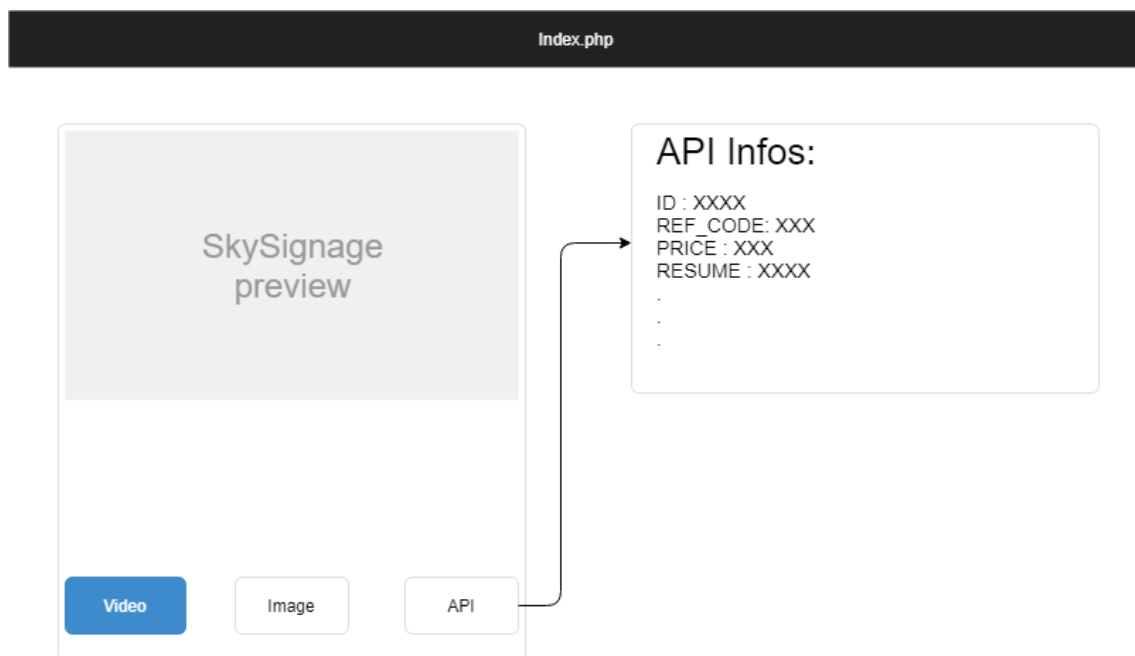 Index.php
SkySignage
preview
Video
Image
API
API Infos:
ID : XXXX
REF_CODE: XXX
PRICE : XXX
RESUME : XXXX
.
.
.